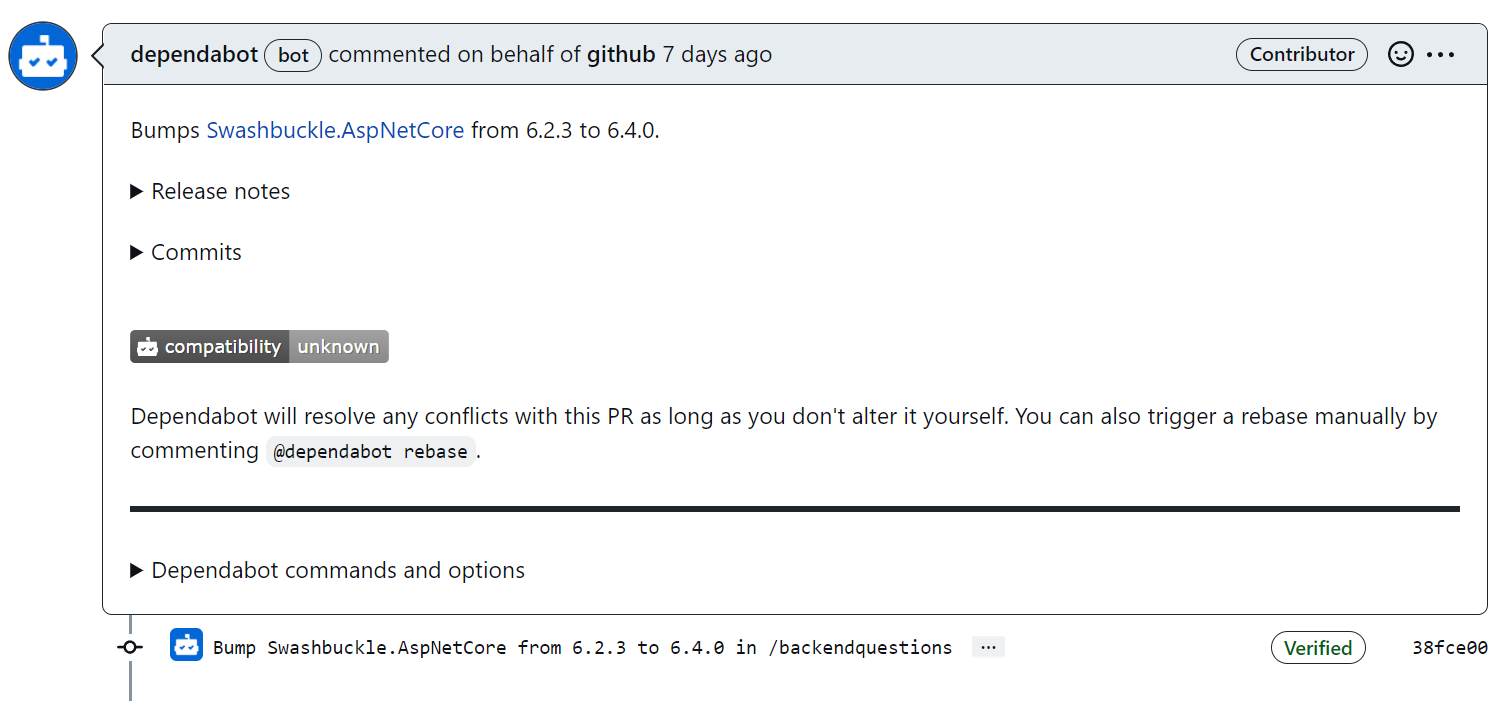 dependabot bot commented on behalf of github 7 days ago Contributor
Bumps Swashbuckle.AspNetCore from 6.2.3 to 6.4.0.
Release notes
Commits
compatibility unknown
Dependabot will resolve any conflicts with this PR as long as you don't alter it yourself. You can also trigger a rebase manually by
commenting @dependabot rebase.
Dependabot commands and options
Bump Swashbuckle.AspNetCore from 6.2.3 to 6.4.0 in /backendquestions ... Verified 38fce00